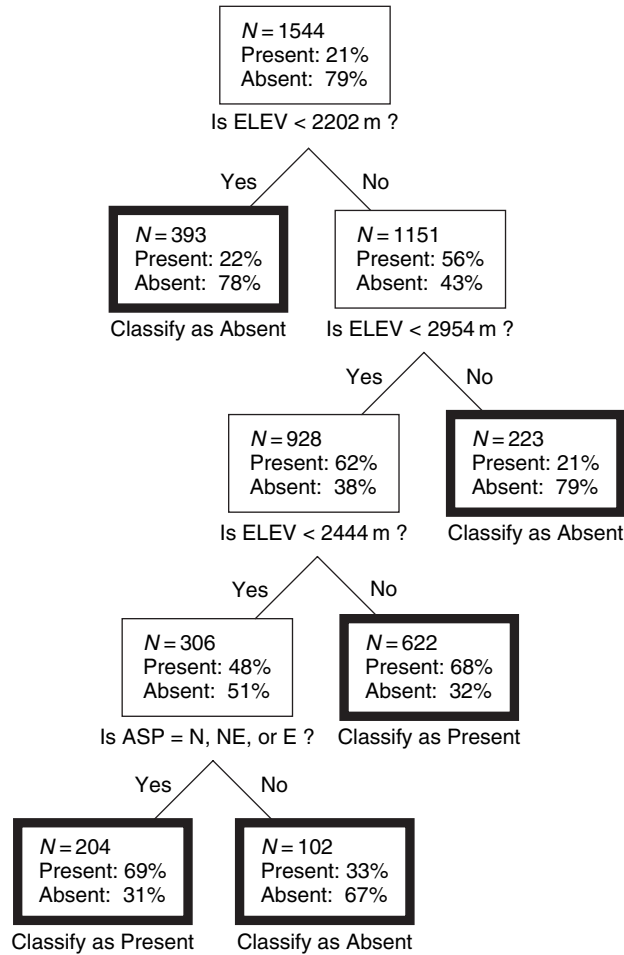 N = 1544
Present: 21%
Absent: 79%
Is ELEV < 2202 m ?
Yes
No
N = 393
Present: 22%
Absent: 78%
Classify as Absent
N = 1151
Present: 56%
Absent: 43%
Is ELEV < 2954 m ?
Yes
No
N = 928
Present: 62%
Absent: 38%
Is ELEV < 2444 m ?
N = 223
Present: 21%
Absent: 79%
Classify as Absent
Yes
No
N = 306
Present: 48%
Absent: 51%
Is ASP = N, NE, or E ?
N = 622
Present: 68%
Absent: 32%
Classify as Present
Yes
No
N = 204
Present: 69%
Absent: 31%
Classify as Present
N = 102
Present: 33%
Absent: 67%
Classify as Absent